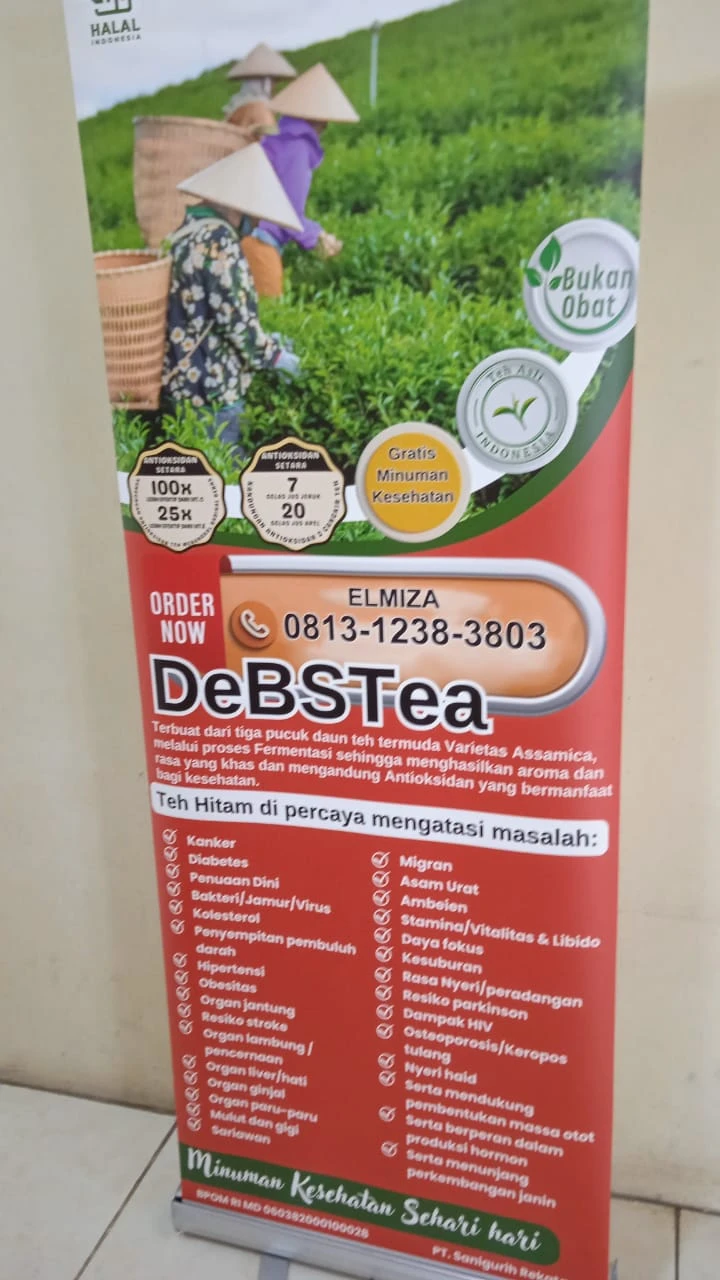 HALAL
INDONESIA
Bukan
Obat
Teh Asli
INDONESIA
ANTIOKSIDAN
SETARA
100x
25x
ANTIOKSIDAN
SETARA
7
GELAS JUS JERUK
20
GELAS JUS APEL
KANDUNGAN ANTIOKSIDAN 2 CANGKIR TEH
Gratis
Minuman
Kesehatan
ORDER
NOW
ELMIZA
0813-1238-3803
DeBSTea
Terbuat dari tiga pucuk daun teh termuda Varietas Assamica,
melalui proses Fermentasi sehingga menghasilkan aroma dan
rasa yang khas dan mengandung Antioksidan yang bermanfaat
bagi kesehatan.
Teh Hitam di percaya mengatasi masalah:
Kanker
Diabetes
Penuaan Dini
Bakteri/Jamur/Virus
Kolesterol
Penyempitan pembuluh
darah
Hipertensi
Obesitas
Organ jantung
Resiko stroke
Organ lambung/
pencernaan
Organ liver/hati
Organ ginjal
Organ paru-paru
Mulut dan gigi
Sariawan
Migran
Asam Urat
Ambeien
Stamina/Vitalitas & Libido
Daya fokus
Kesuburan
Rasa Nyeri/peradangan
Resiko parkinson
Dampak HIV
Osteoporosis/Keropos
tulang
Nyeri haid
Serta mendukung
pembentukan massa otot
Serta berperan dalam
produksi hormon
Serta menunjang
perkembangan janin
Minuman Kesehatan Sehari hari
BPOM RI MD 060382000100028
PT. Sanigurih